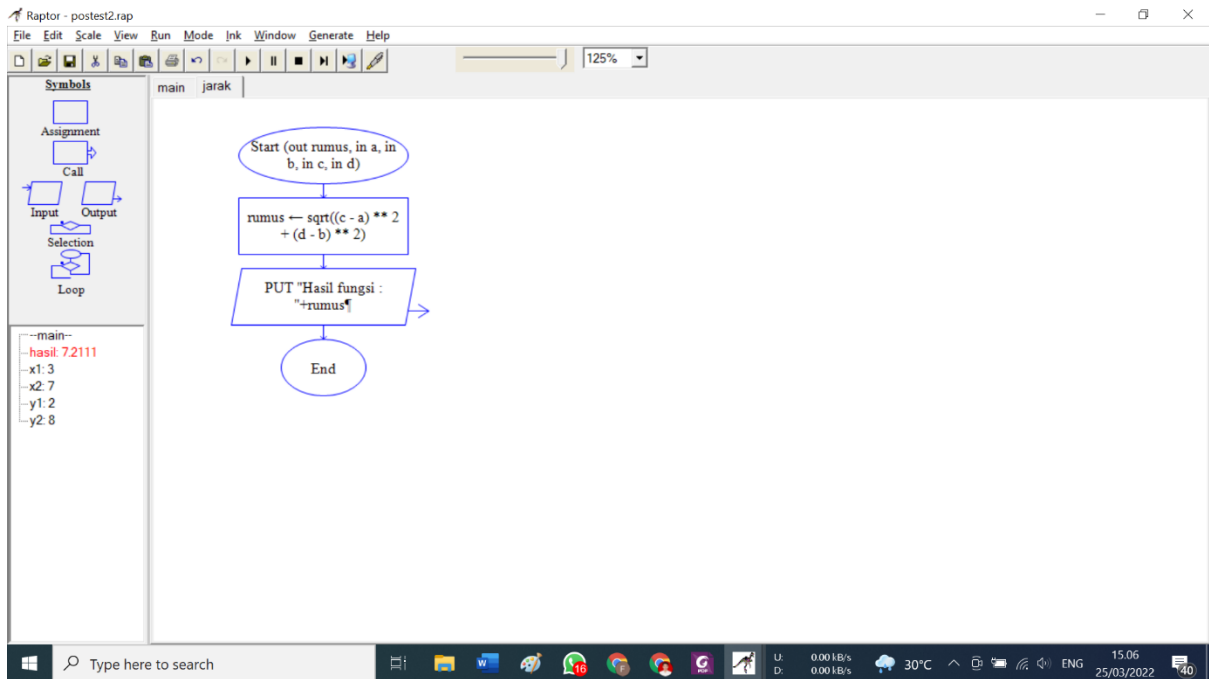 Raptor - postest2.rap
File Edit Scale View Run Mode Ink Window Generate Help
125%
Symbols
Assignment
Call
Input Output
Selection
Loop
main jarak
Start (out rumus, in a, in
b, in c, in d)
rumus ← sqrt((c - a) ** 2
+ (d - b) ** 2)
PUT "Hasil fungsi :
"+rumus¶
End
--main--
hasil: 7.2111
x1: 3
x2: 7
y1: 2
y2: 8
Type here to search
W
16
F
G
PDF
U: 0.00 kB/s
D: 0.00 kB/s
30°C
ENG
15.06
25/03/2022
40